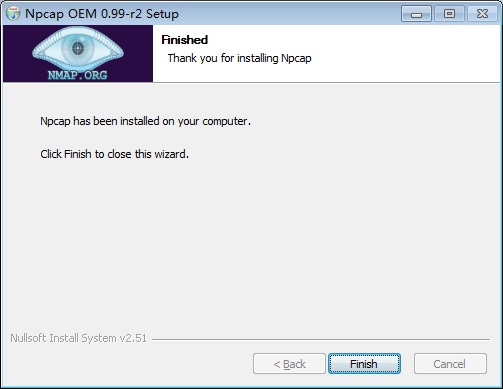 Npcap OEM 0.99-r2 Setup
Finished
Thank you for installing Npcap
NMAP.ORG
Npcap has been installed on your computer.
Click Finish to close this wizard.
Nullsoft Install System v2.51
< Back
Finish
Cancel